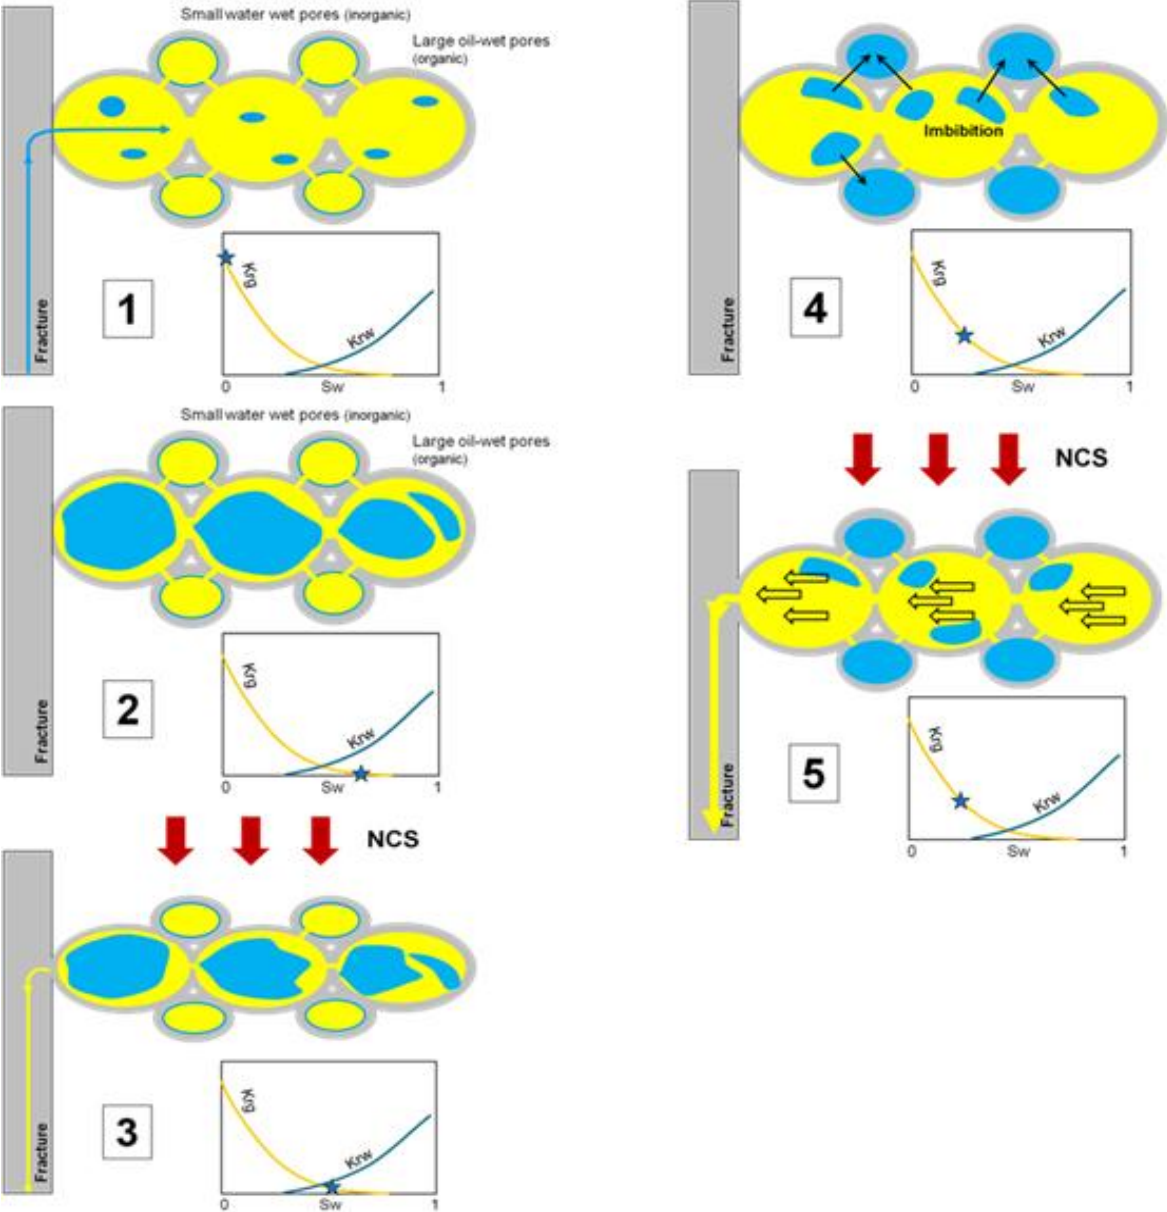 Small water wet pores (inorganic)
Large oil-wet pores
(organic)
Fracture
1
Krg
Krw
0
Sw
1
Small water wet pores (inorganic)
Large oil-wet pores
(organic)
Fracture
2
Krg
Krw
0
Sw
1
NCS
Fracture
3
Krg
Krw
0
Sw
1
Imbibition
Fracture
4
Krg
Krw
0
Sw
1
NCS
Fracture
5
Krg
Krw
0
Sw
1